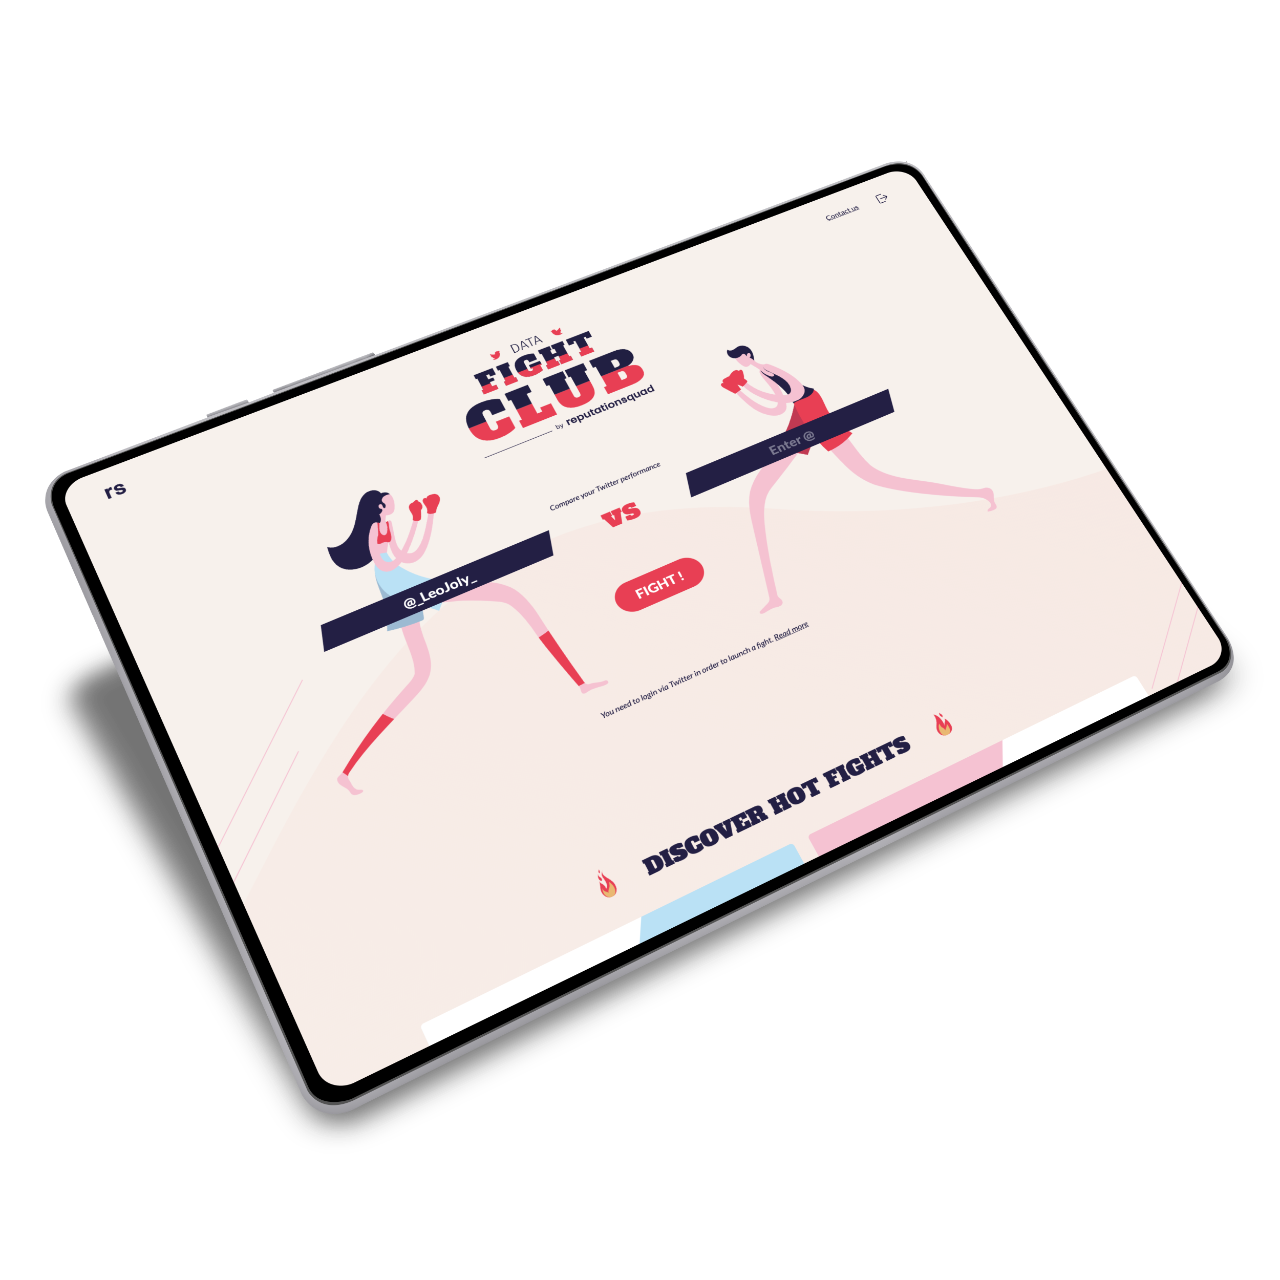 Contact us
rs
DATA
FIGHT
CLUB
by reputationsquad
Compare your Twitter performance
@_LeoJoly_
VS
Enter @
FIGHT !
You need to login via Twitter in order to launch a fight. Read more
DISCOVER HOT FIGHTS